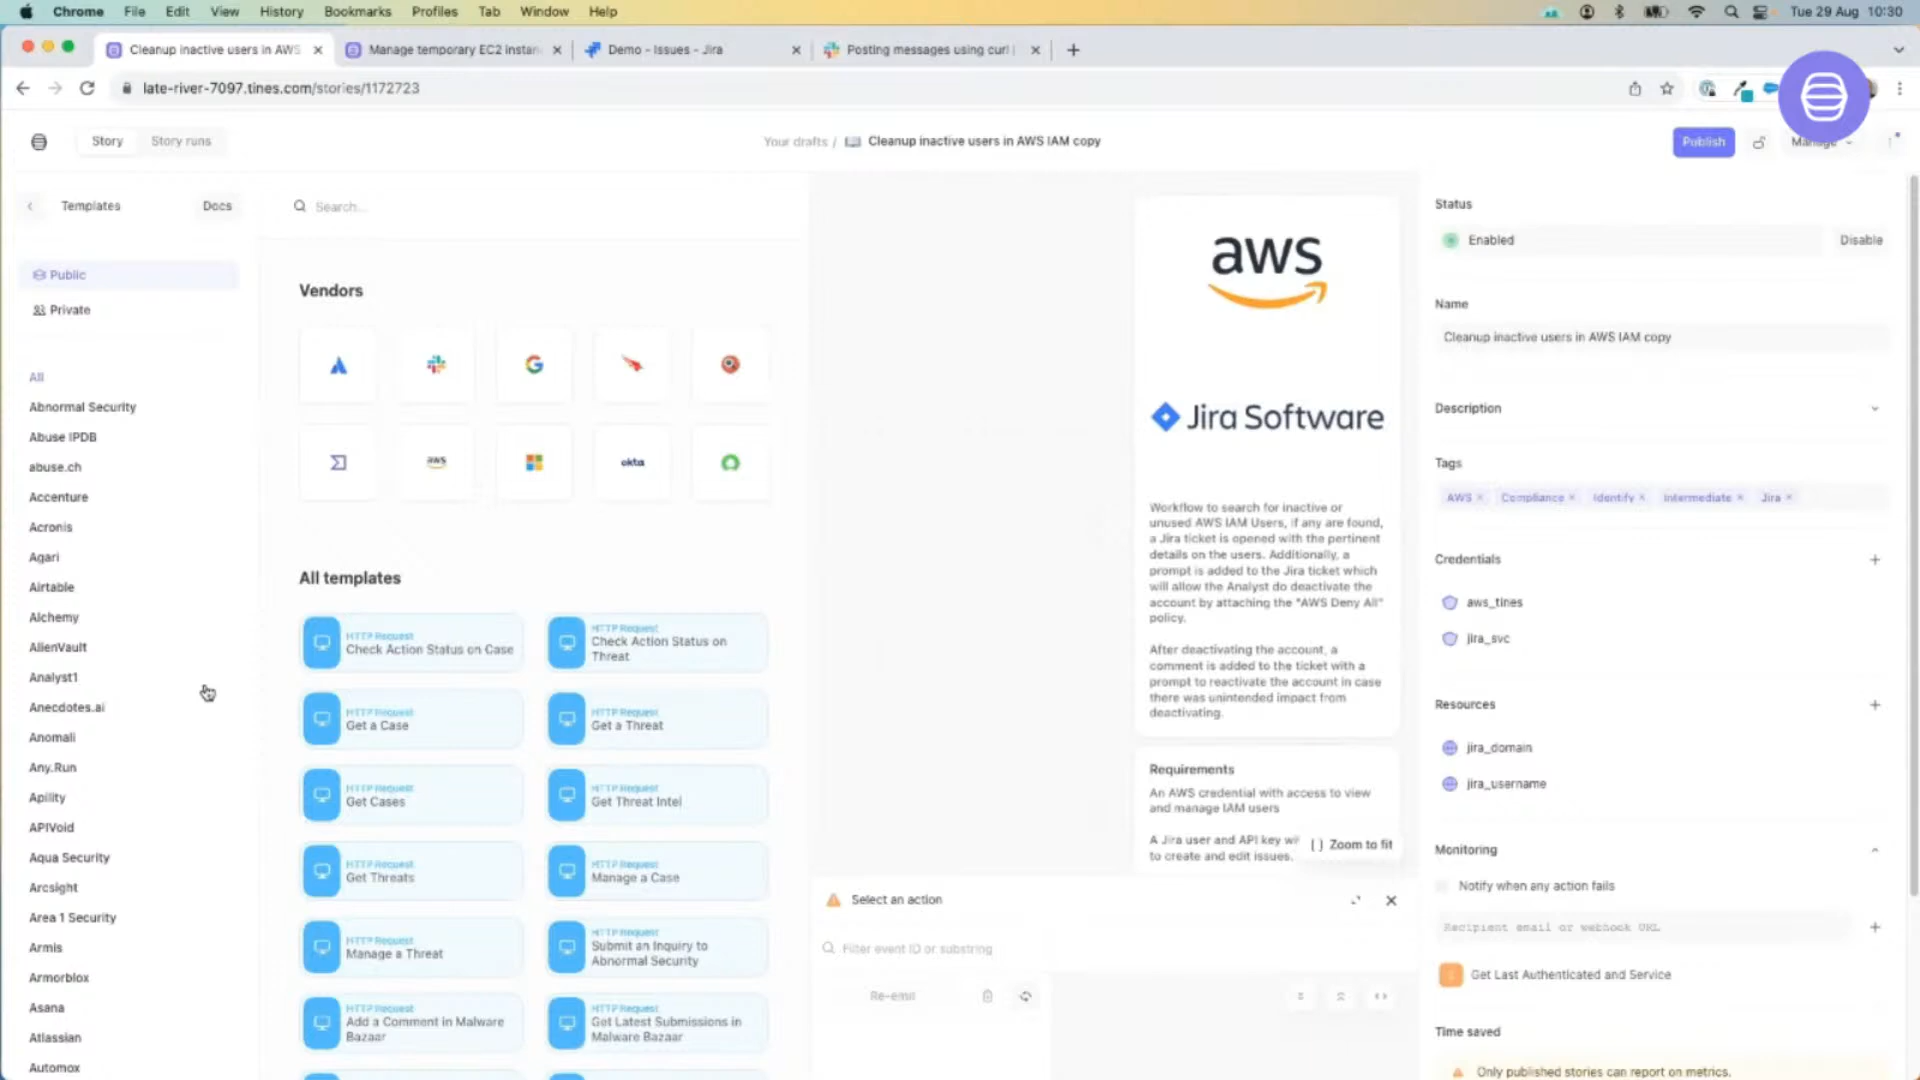 Chrome File Edit View History Bookmarks Profiles Tab Window Help
Tue 29 Aug 10:30
Cleanup inactive users in AWS
Manage temporary EC2 instan
Demo - Issues - Jira
Posting messages using curl
late-river-7097.tines.com/stories/1172723
Story
Story runs
Your drafts / Cleanup inactive users in AWS IAM copy
Publish
Manage
Templates
Docs
Search...
Public
Private
All
Abnormal Security
Abuse IPDB
abuse.ch
Accenture
Acronis
Agari
Airtable
Alchemy
AlienVault
Analyst1
Anecdotes.ai
Anomali
Any.Run
Apility
APIVoid
Aqua Security
Arcsight
Area 1 Security
Armis
Armorblox
Asana
Atlassian
Automox
Vendors
aws
okta
All templates
HTTP Request
Check Action Status on Case
HTTP Request
Check Action Status on
Threat
HTTP Request
Get a Case
HTTP Request
Get a Threat
HTTP Request
Get Cases
HTTP Request
Get Threat Intel
HTTP Request
Get Threats
HTTP Request
Manage a Case
HTTP Request
Manage a Threat
HTTP Request
Submit an Inquiry to
Abnormal Security
HTTP Request
Add a Comment in Malware
Bazaar
HTTP Request
Get Latest Submissions in
Malware Bazaar
aws
Jira Software
Workflow to search for inactive or
unused AWS IAM Users, if any are found,
a Jira ticket is opened with the pertinent
details on the users. Additionally, a
prompt is added to the Jira ticket which
will allow the Analyst do deactivate the
account by attaching the "AWS Deny All"
policy.
After deactivating the account, a
comment is added to the ticket with a
prompt to reactivate the account in case
there was unintended impact from
deactivating.
Requirements
An AWS credential with access to view
and manage IAM users
A Jira user and API key wi
to create and edit issues.
Zoom to fit
Select an action
Filter event ID or substring
Re-emit
Status
Enabled
Disable
Name
Cleanup inactive users in AWS IAM copy
Description
Tags
AWS × Compliance × Identify × Intermediate × Jira ×
Credentials
aws_tines
jira_svc
Resources
jira_domain
jira_username
Monitoring
Notify when any action fails
Recipient email or webhook URL
Get Last Authenticated and Service
Time saved
Only published stories can report on metrics.